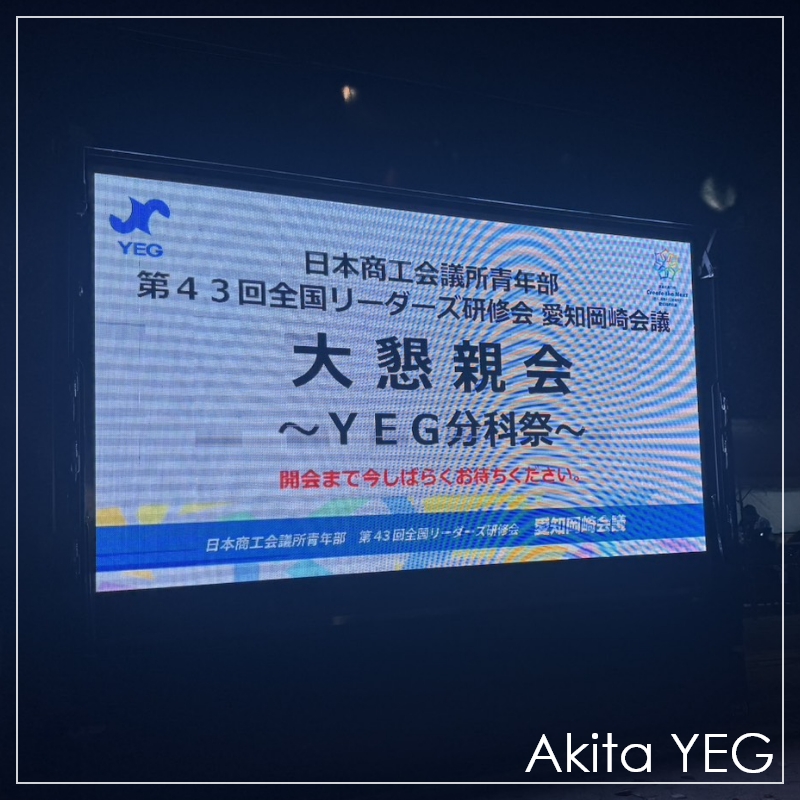 YEG
日本商工会議所青年部
第４３回全国リーダーズ研修会 愛知岡崎会議
Create the Next
大懇親会
～ＹＥＧ分科祭～
開会まで今しばらくお待ちください。
日本商工会議所青年部 第43回全国リーダーズ研修会 愛知岡崎会議
Akita YEG